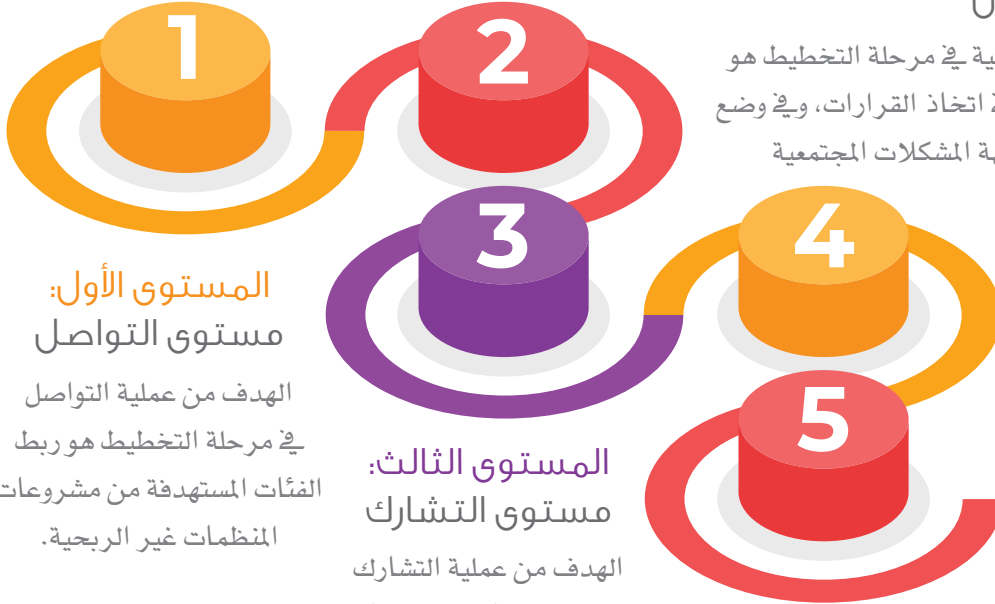 1
2
ية في مرحلة التخطيط هو
اتخاذ القرارات، وفي وضع
المشكلات المجتمعية
3
4
المستوى الأول:
مستوى التواصل
الهدف من عملية التواصل
في مرحلة التخطيط هو ربط
الفئات المستهدفة من مشروعات
المنظمات غير الربحية.
5
المستوى الثالث:
مستوى التشارك
الهدف من عملية التشارك